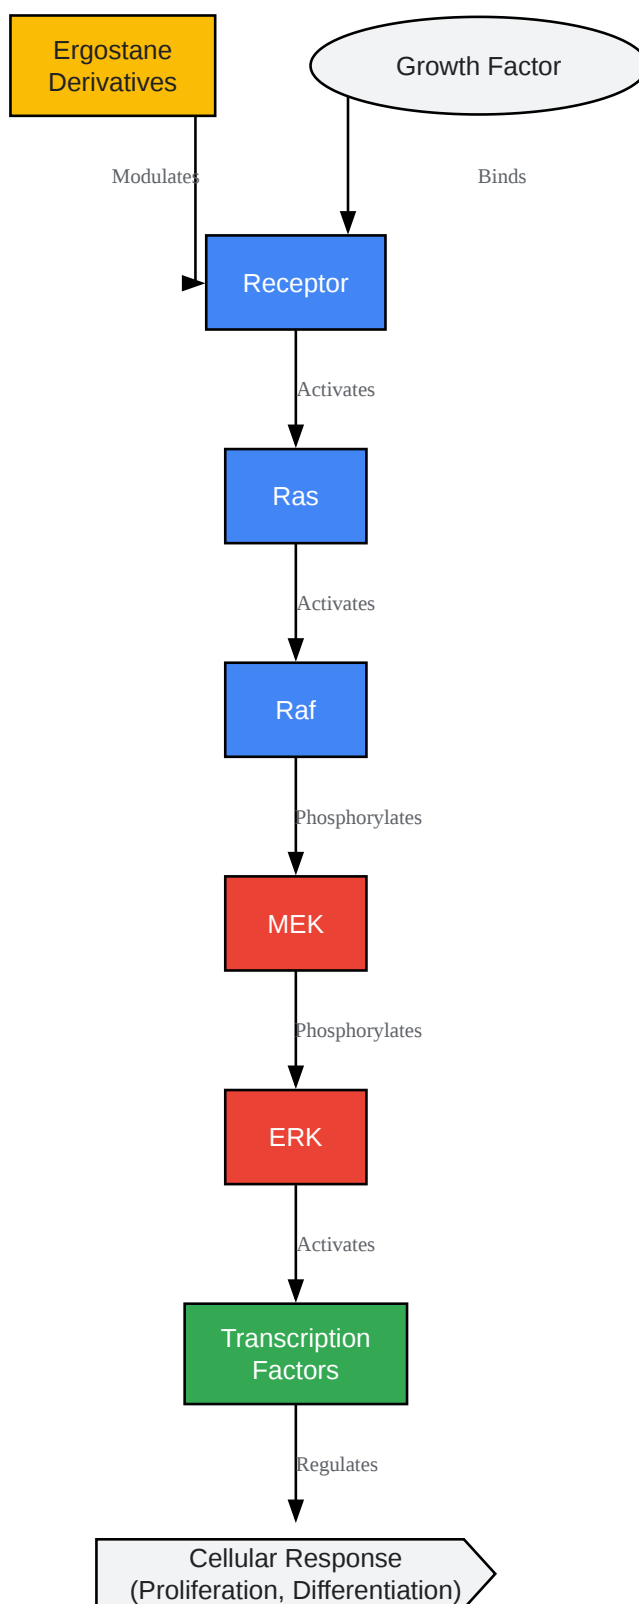 Ergostane
Derivatives
Growth Factor
Modulates
Binds
Receptor
Activates
Ras
Activates
Raf
Phosphorylates
MEK
Phosphorylates
ERK
Activates
Transcription
Factors
Regulates
Cellular Response
(Proliferation, Differentiation)